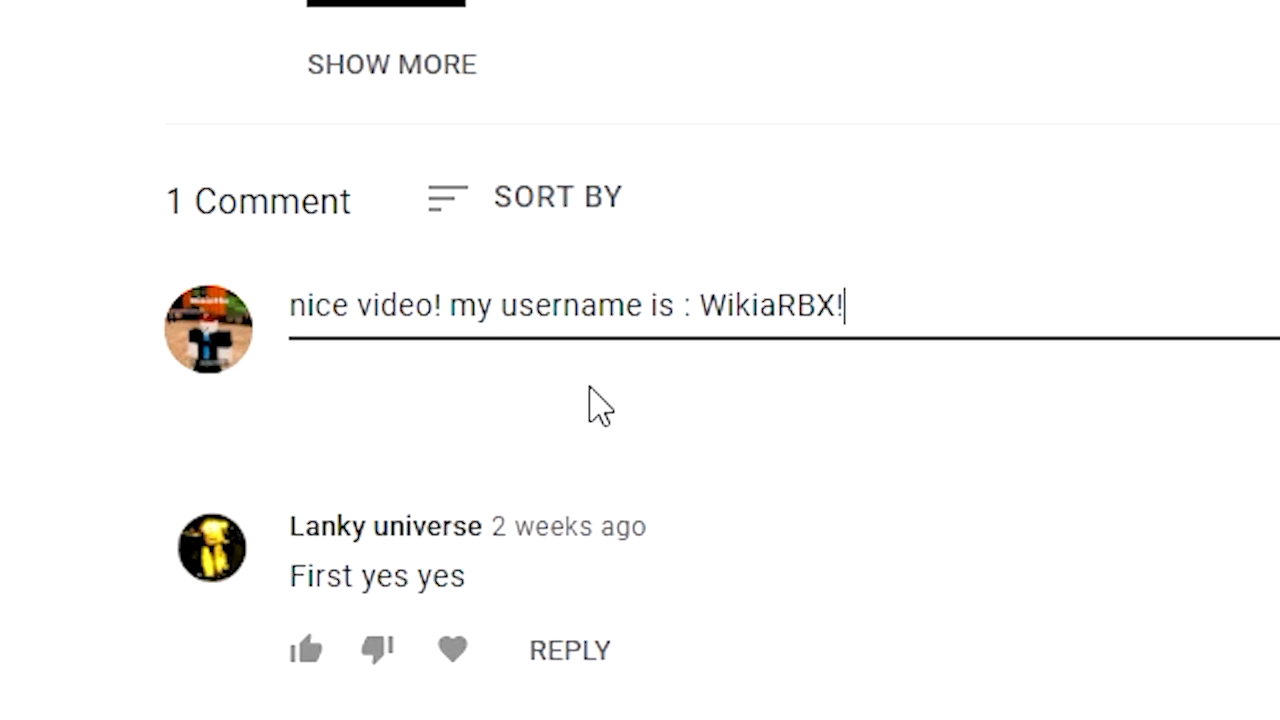 SHOW MORE
1 Comment
SORT BY
nice video! my username is : WikiaRBX!
Lanky universe 2 weeks ago
First yes yes
REPLY